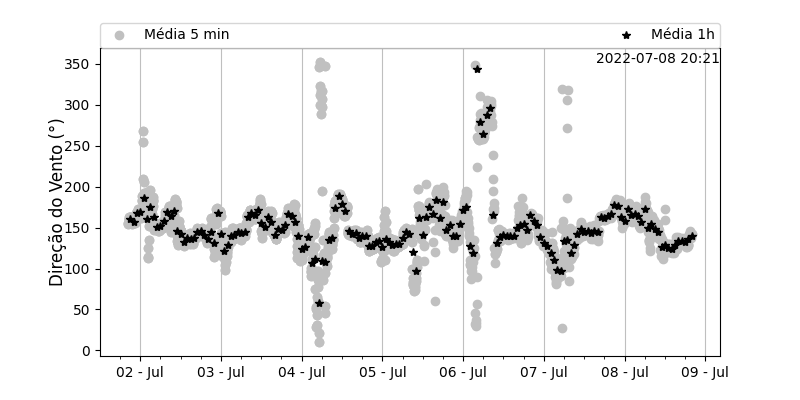 Média 5 min
Média 1h
2022-07-08 20:21
Direção do Vento (°)
350
300
250
200
150
100
50
0
02 - Jul
03 - Jul
04 - Jul
05 - Jul
06 - Jul
07 - Jul
08 - Jul
09 - Jul